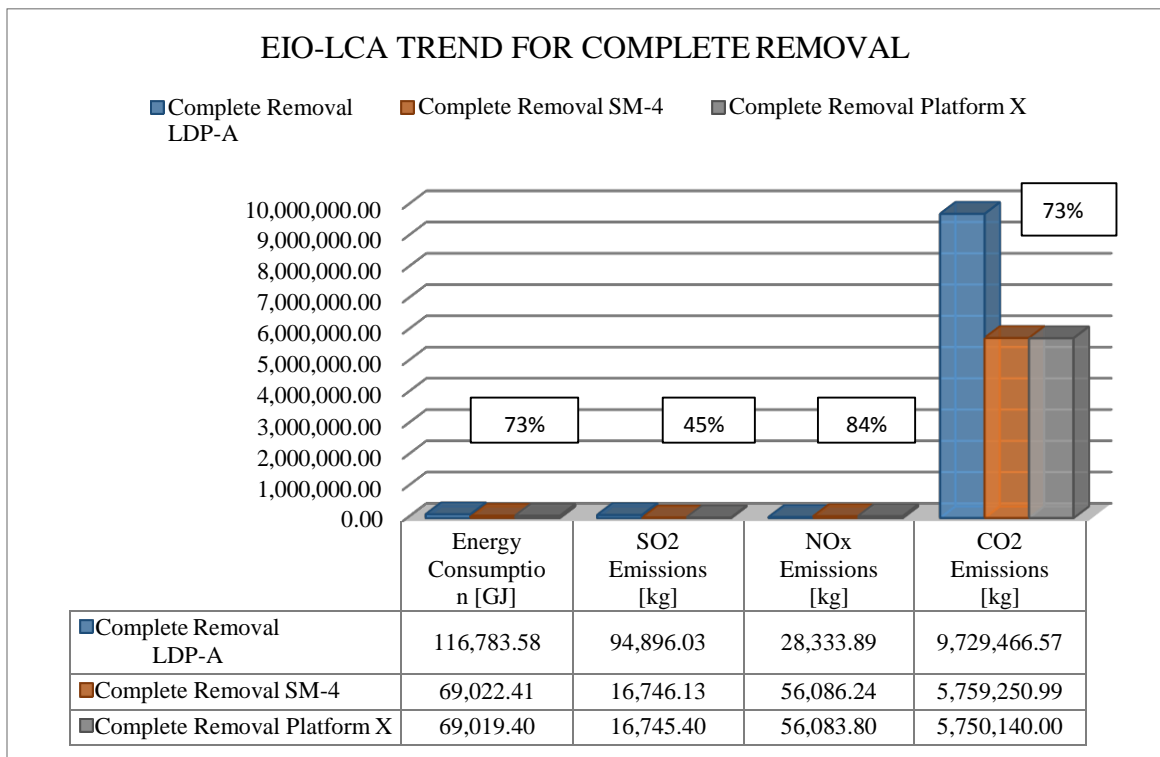 EIO-LCA TREND FOR COMPLETE REMOVAL
Complete Removal LDP-A
Complete Removal SM-4
Complete Removal Platform X
10,000,000.00
9,000,000.00
8,000,000.00
7,000,000.00
6,000,000.00
5,000,000.00
4,000,000.00
3,000,000.00
2,000,000.00
1,000,000.00
0.00
73%
45%
84%
73%
Energy
Consumptio
n [GJ]
SO2
Emissions
[kg]
NOx
Emissions
[kg]
CO2
Emissions
[kg]
Complete Removal
LDP-A
116,783.58 94,896.03 28,333.89 9,729,466.57
Complete Removal SM-4 69,022.41 16,746.13 56,086.24 5,759,250.99
Complete Removal Platform X 69,019.40 16,745.40 56,083.80 5,750,140.00